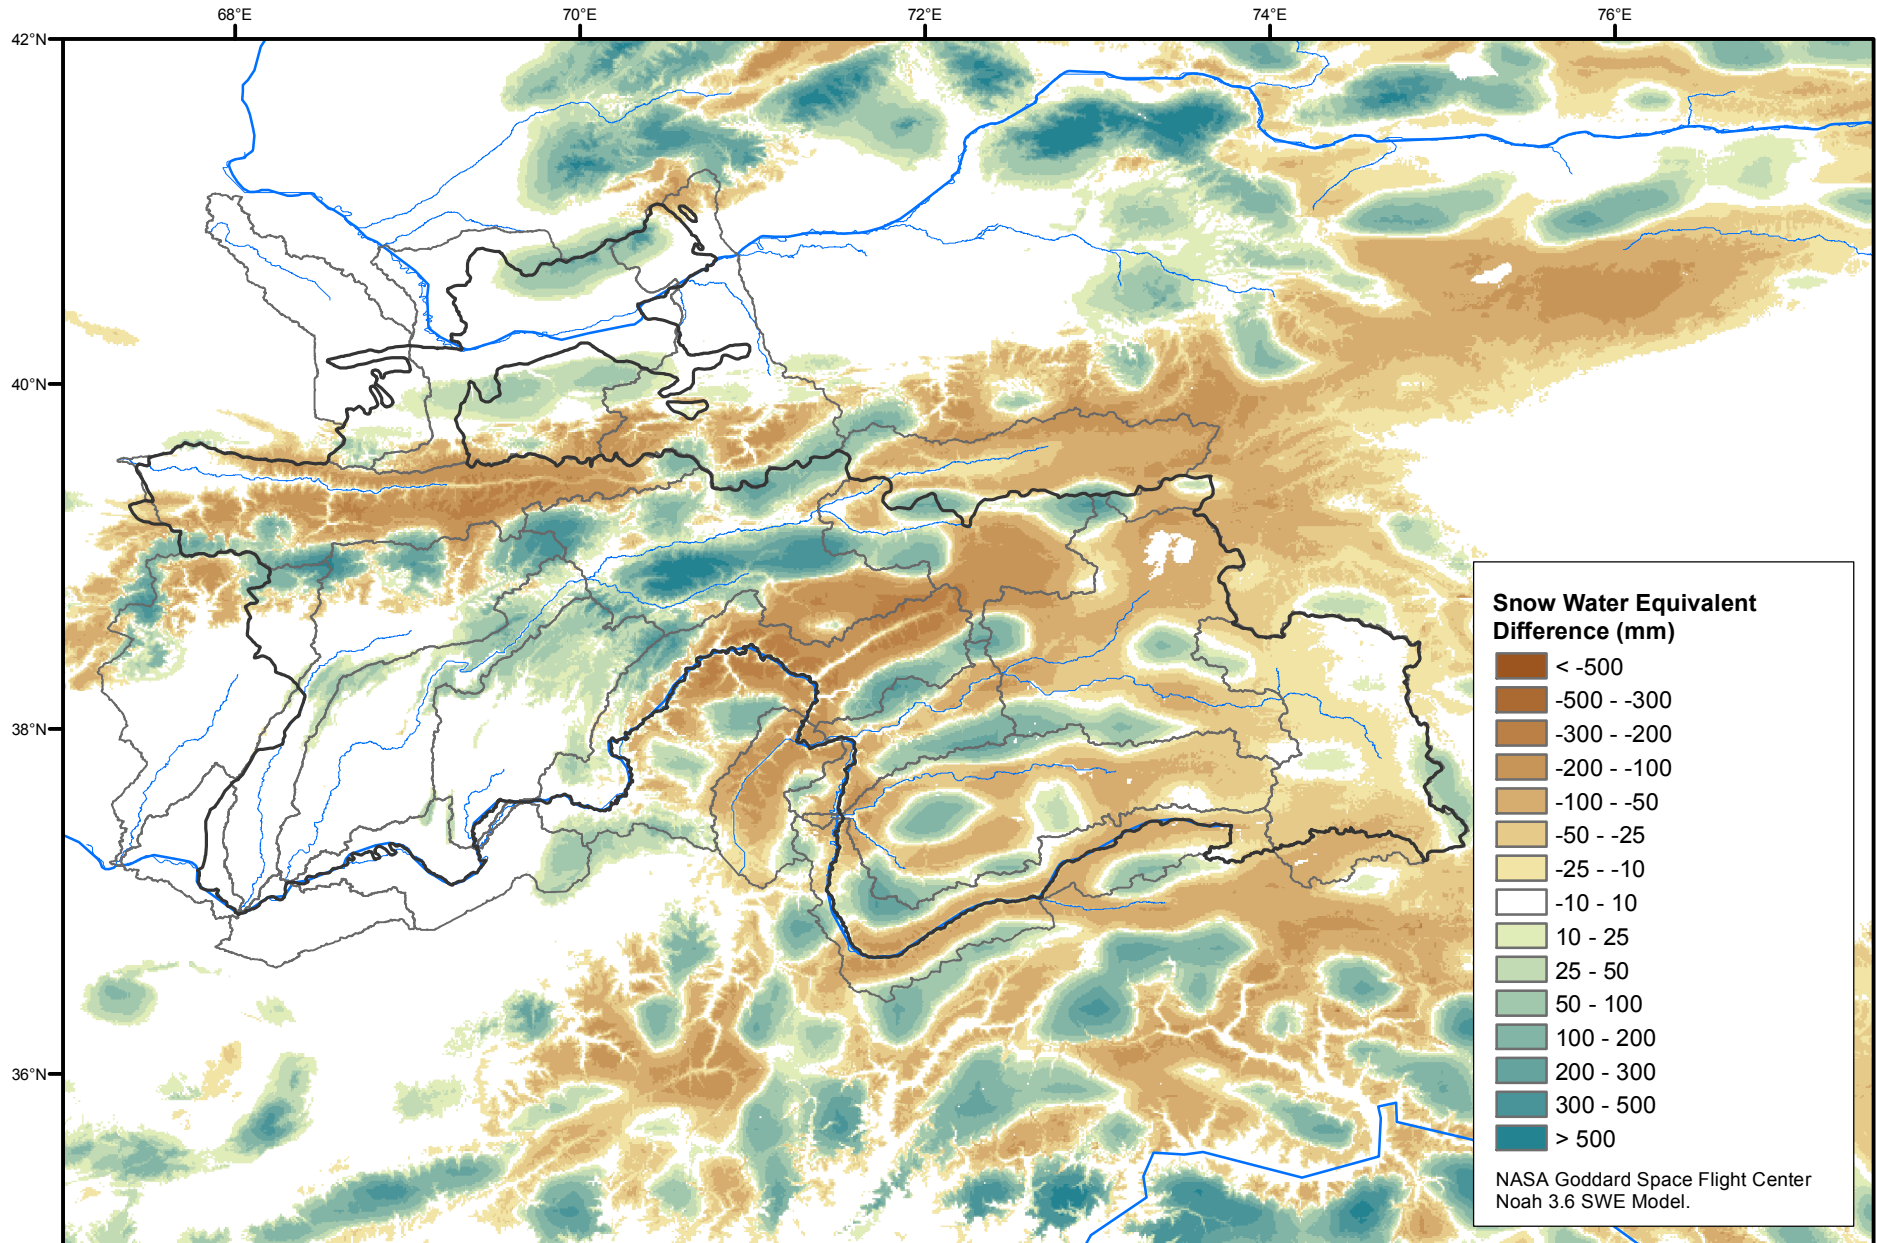 68°E
70°E
72°E
74°E
76°E
42°N
40°N
38°N
36°N
Snow Water Equivalent
Difference (mm)
< -500
-500 - -300
-300 - -200
-200 - -100
-100 - -50
-50 - -25
-25 - -10
-10 - 10
10 - 25
25 - 50
50 - 100
100 - 200
200 - 300
300 - 500
> 500
NASA Goddard Space Flight Center
Noah 3.6 SWE Model.